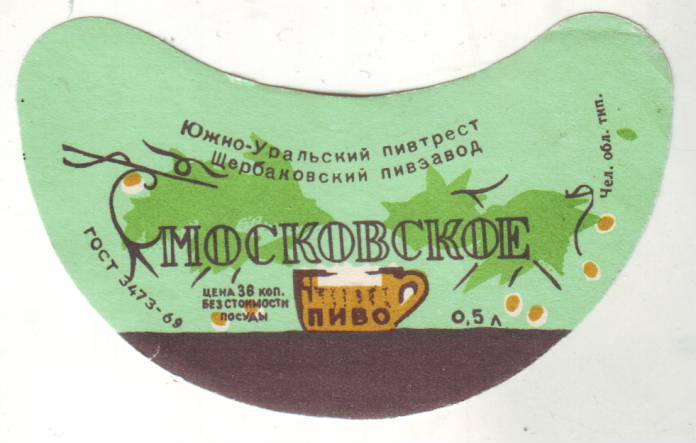 Южно-Уральский пивтрест
Щербаковский пивзавод
Чел. обл. тип.
МОСКОВСКОЕ
ГОСТ 3473-69
ЦЕНА 36 КОП.
БЕЗ СТОИМОСТИ
ПОСУДЫ
ПИВО
0,5 л